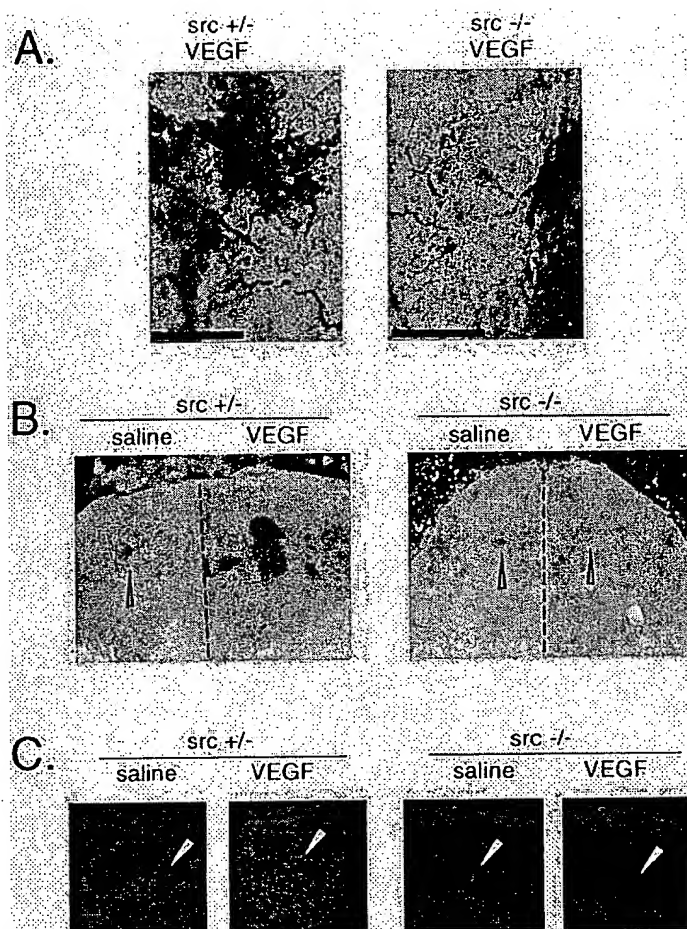 A.
src +/-
VEGF
src -/-
VEGF
B.
src +/-
src -/-
saline VEGF
saline VEGF
C.
src +/-
src -/-
saline VEGF
saline VEGF